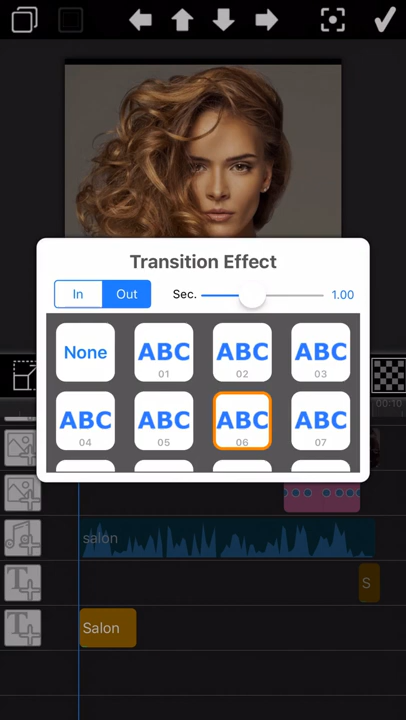 Transition Effect
In Out Sec. 1.00
None ABC 01 ABC 02 ABC 03
ABC 04 ABC 05 ABC 06 ABC 07
00:10
salon
S
Salon